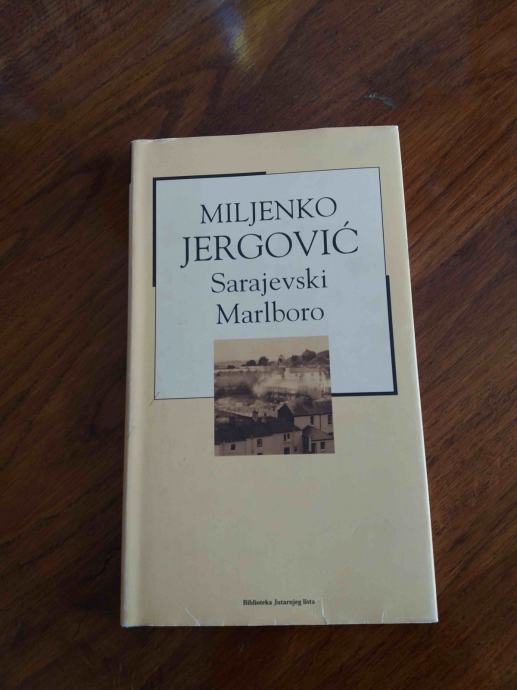 MILJENKO
JERGOVIĆ
Sarajevski
Marlboro
Biblioteka Jutarnjeg lista